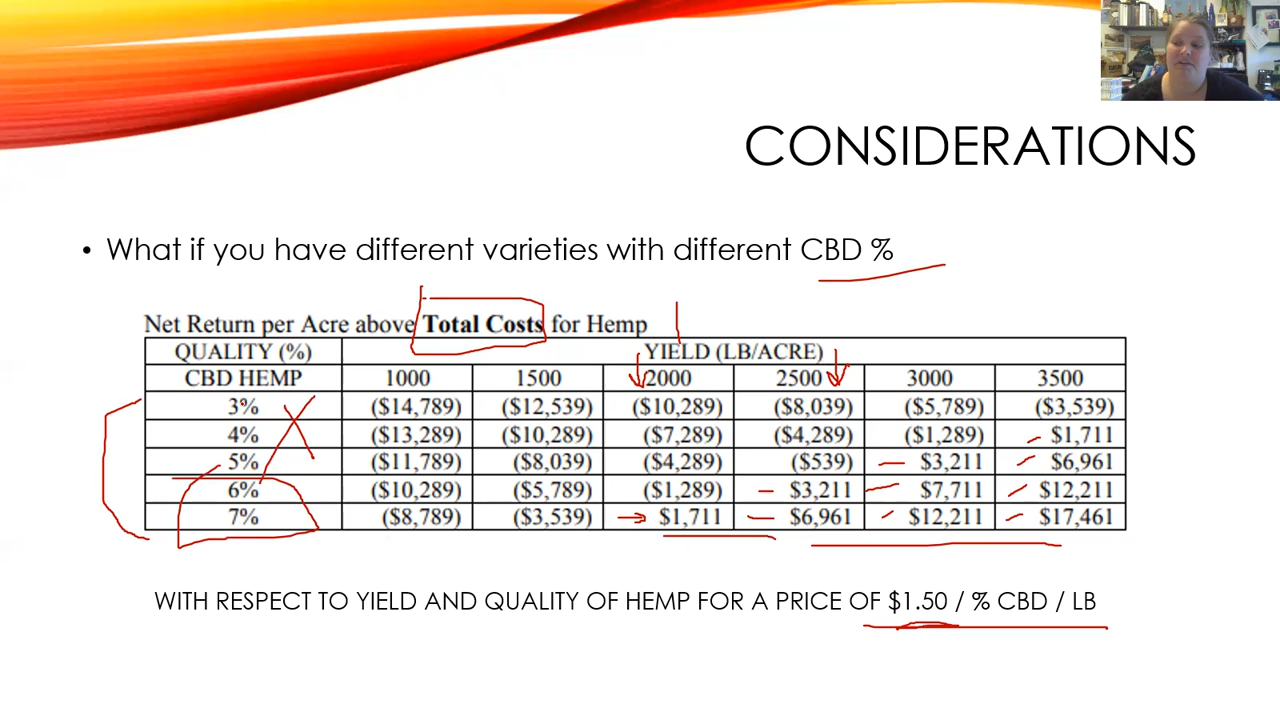 CONSIDERATIONS
• What if you have different varieties with different CBD %
Net Return per Acre above Total Costs for Hemp
QUALITY (%) YIELD (LB/ACRE)
CBD HEMP 1000 1500 2000 2500 3000 3500
3% ($14,789) ($12,539) ($10,289) ($8,039) ($5,789) ($3,539)
4% ($13,289) ($10,289) ($7,289) ($4,289) ($1,289) $1,711
5% ($11,789) ($8,039) ($4,289) ($539) $3,211 $6,961
6% ($10,289) ($5,789) ($1,289) $3,211 $7,711 $12,211
7% ($8,789) ($3,539) $1,711 $6,961 $12,211 $17,461
WITH RESPECT TO YIELD AND QUALITY OF HEMP FOR A PRICE OF $1.50 / % CBD / LB